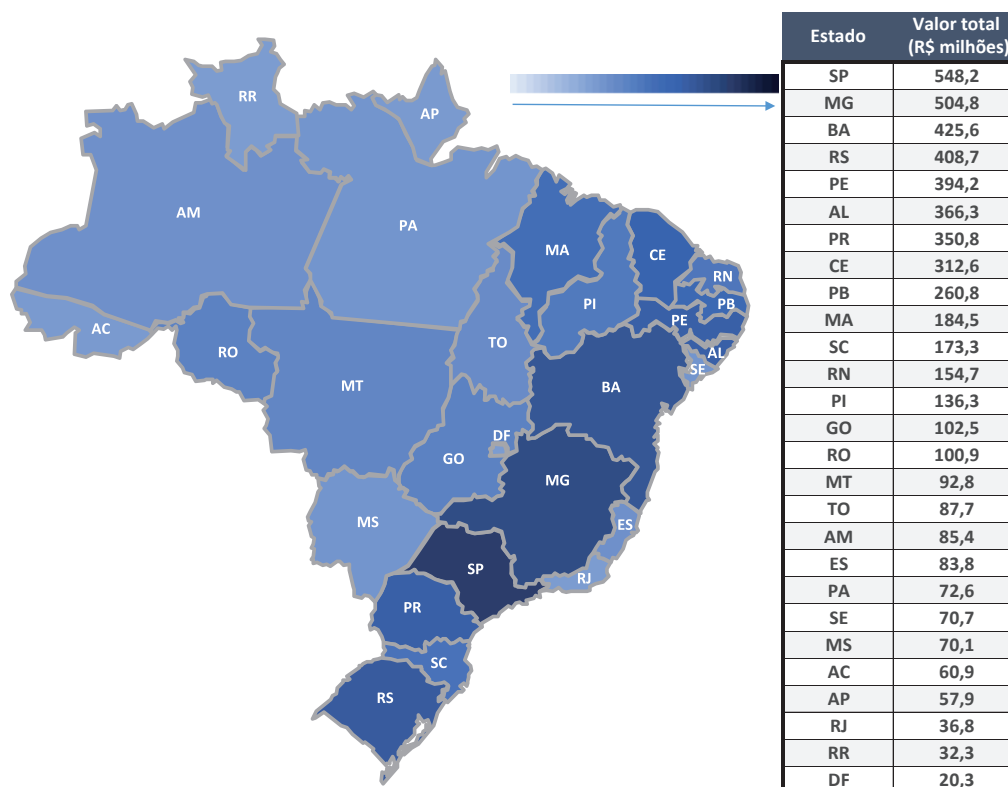 RR
AP
AM
PA
MA
CE
RN
PI
PB
PE
AC
RO
TO
AL
SE
MT
BA
DF
GO
MG
MS
ES
SP
RJ
PR
SC
RS
Estado Valor total (R$ milhões)
SP 548,2
MG 504,8
BA 425,6
RS 408,7
PE 394,2
AL 366,3
PR 350,8
CE 312,6
PB 260,8
MA 184,5
SC 173,3
RN 154,7
PI 136,3
GO 102,5
RO 100,9
MT 92,8
TO 87,7
AM 85,4
ES 83,8
PA 72,6
SE 70,7
MS 70,1
AC 60,9
AP 57,9
RJ 36,8
RR 32,3
DF 20,3